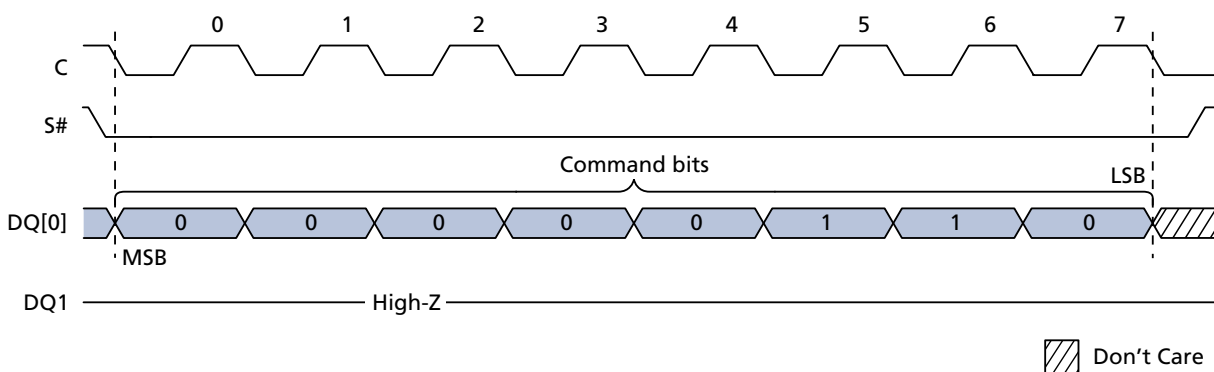 0 1 2 3 4 5 6 7
C
S#
Command bits
LSB
DQ[0] 0 0 0 0 0 1 1 0
MSB
DQ1 High-Z
Don't Care